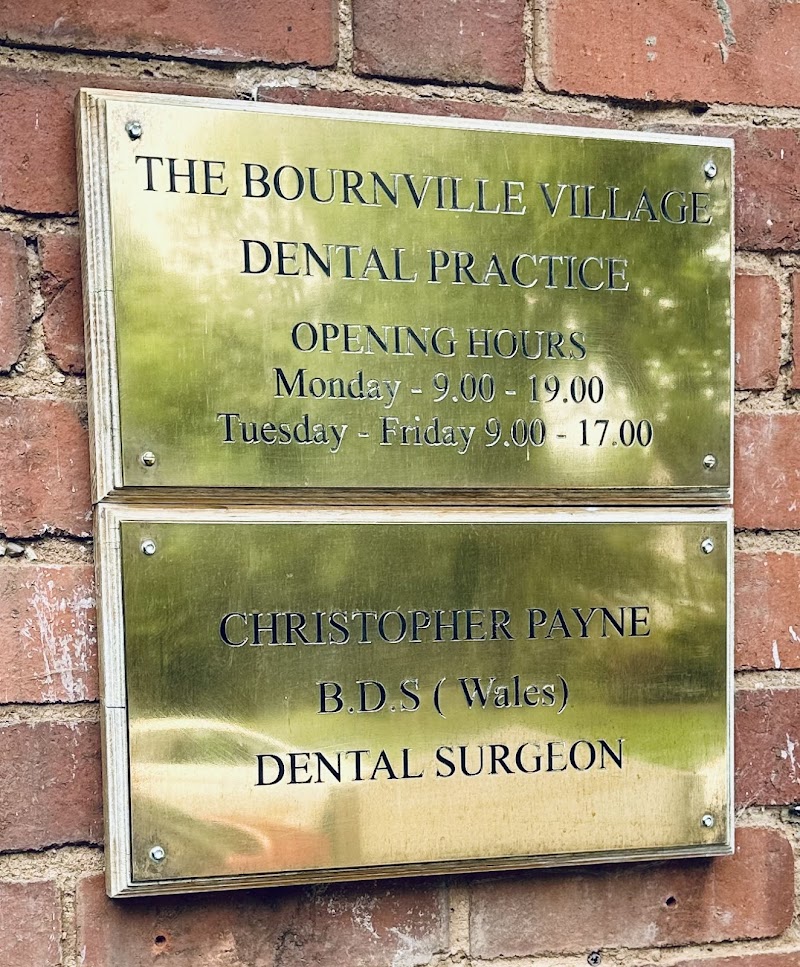 THE BOURNVILLE VILLAGE
DENTAL PRACTICE
OPENING HOURS
Monday - 9.00 - 19.00
Tuesday - Friday 9.00 - 17.00
CHRISTOPHER PAYNE
B.D.S ( Wales)
DENTAL SURGEON